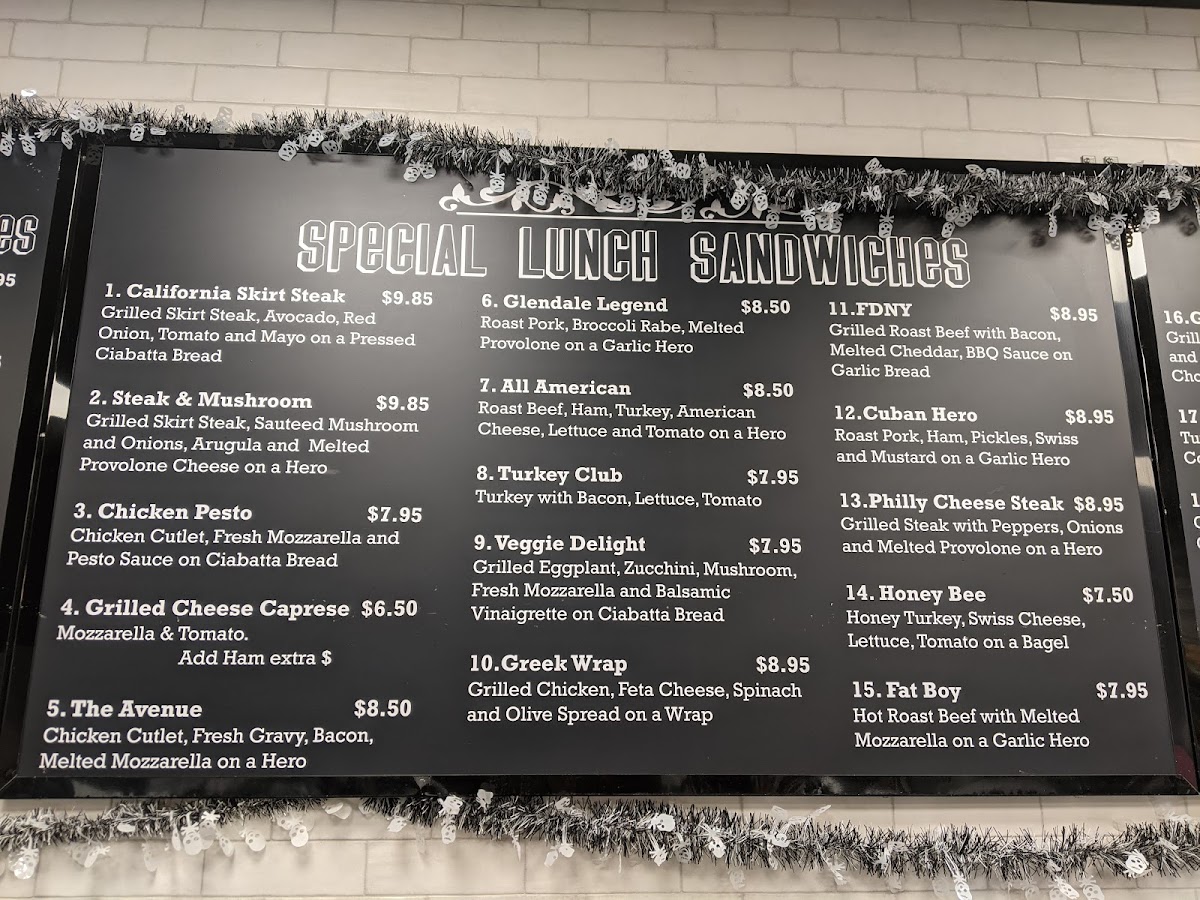 es
95
SPECIAL LUNCH SANDWICHES
1. California Skirt Steak $9.85
Grilled Skirt Steak, Avocado, Red
Onion, Tomato and Mayo on a Pressed
Ciabatta Bread
2. Steak & Mushroom $9.85
Grilled Skirt Steak, Sauteed Mushroom
and Onions, Arugula and Melted
Provolone Cheese on a Hero
3. Chicken Pesto $7.95
Chicken Cutlet, Fresh Mozzarella and
Pesto Sauce on Ciabatta Bread
4. Grilled Cheese Caprese $6.50
Mozzarella & Tomato.
Add Ham extra $
5. The Avenue $8.50
Chicken Cutlet, Fresh Gravy, Bacon,
Melted Mozzarella on a Hero
6. Glendale Legend $8.50
Roast Pork, Broccoli Rabe, Melted
Provolone on a Garlic Hero
7. All American $8.50
Roast Beef, Ham, Turkey, American
Cheese, Lettuce and Tomato on a Hero
8. Turkey Club $7.95
Turkey with Bacon, Lettuce, Tomato
9. Veggie Delight $7.95
Grilled Eggplant, Zucchini, Mushroom,
Fresh Mozzarella and Balsamic
Vinaigrette on Ciabatta Bread
10. Greek Wrap $8.95
Grilled Chicken, Feta Cheese, Spinach
and Olive Spread on a Wrap
11.FDNY $8.95
Grilled Roast Beef with Bacon,
Melted Cheddar, BBQ Sauce on
Garlic Bread
12.Cuban Hero $8.95
Roast Pork, Ham, Pickles, Swiss
and Mustard on a Garlic Hero
13.Philly Cheese Steak $8.95
Grilled Steak with Peppers, Onions
and Melted Provolone on a Hero
14. Honey Bee $7.50
Honey Turkey, Swiss Cheese,
Lettuce, Tomato on a Bagel
15. Fat Boy $7.95
Hot Roast Beef with Melted
Mozzarella on a Garlic Hero
16.G
Grill
and
Cho
17
Tu
Co